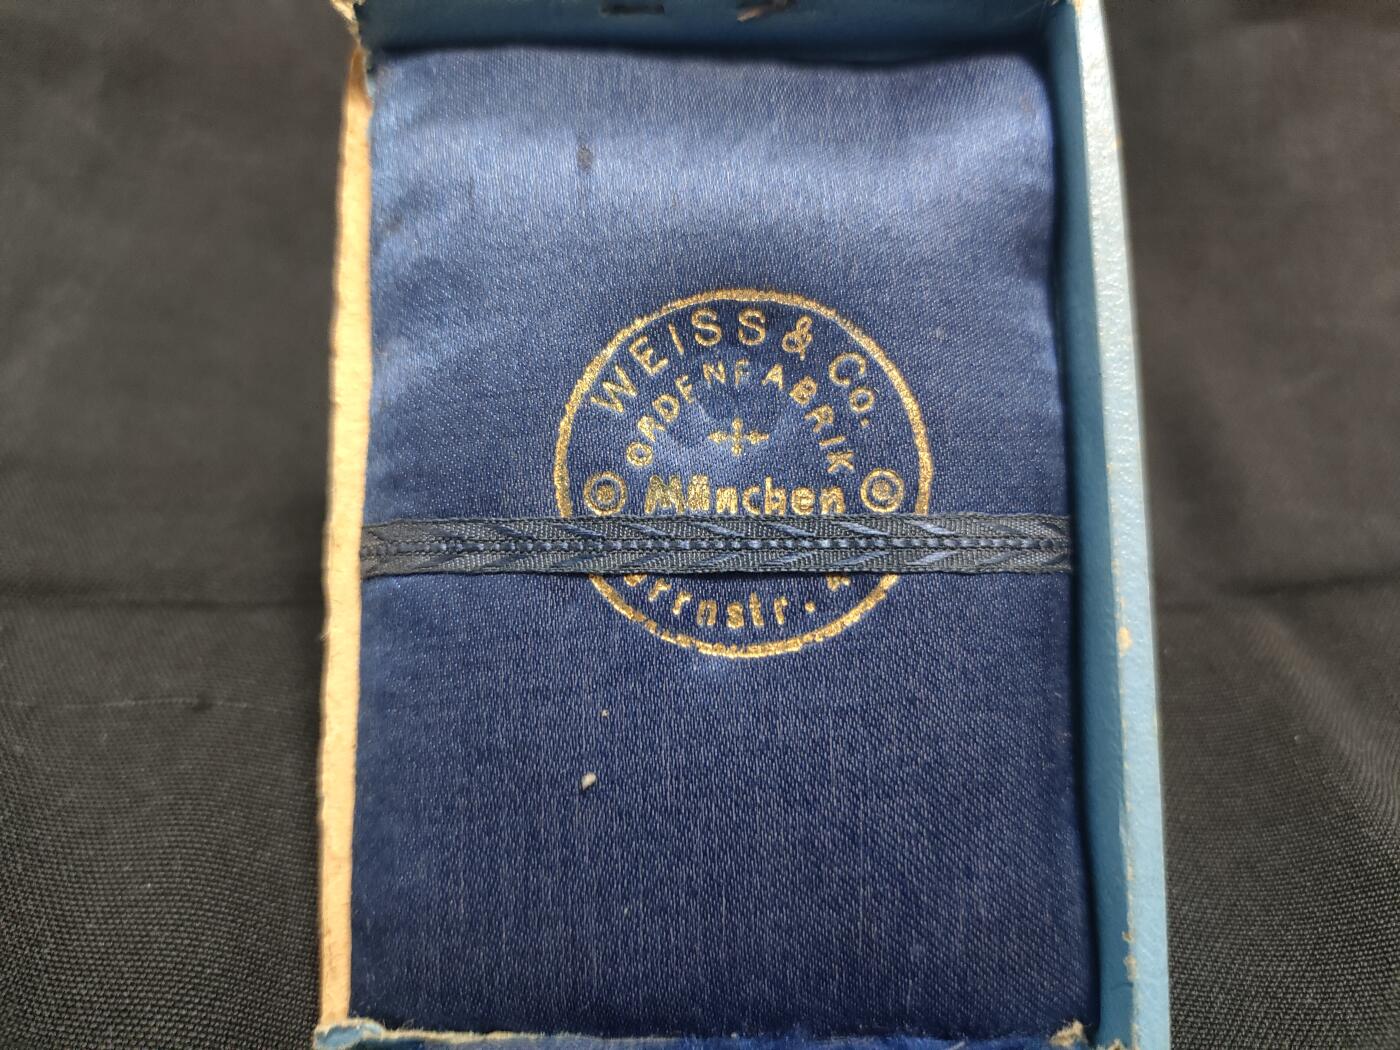 WEISS & Co.
ORDENFABRIK
München